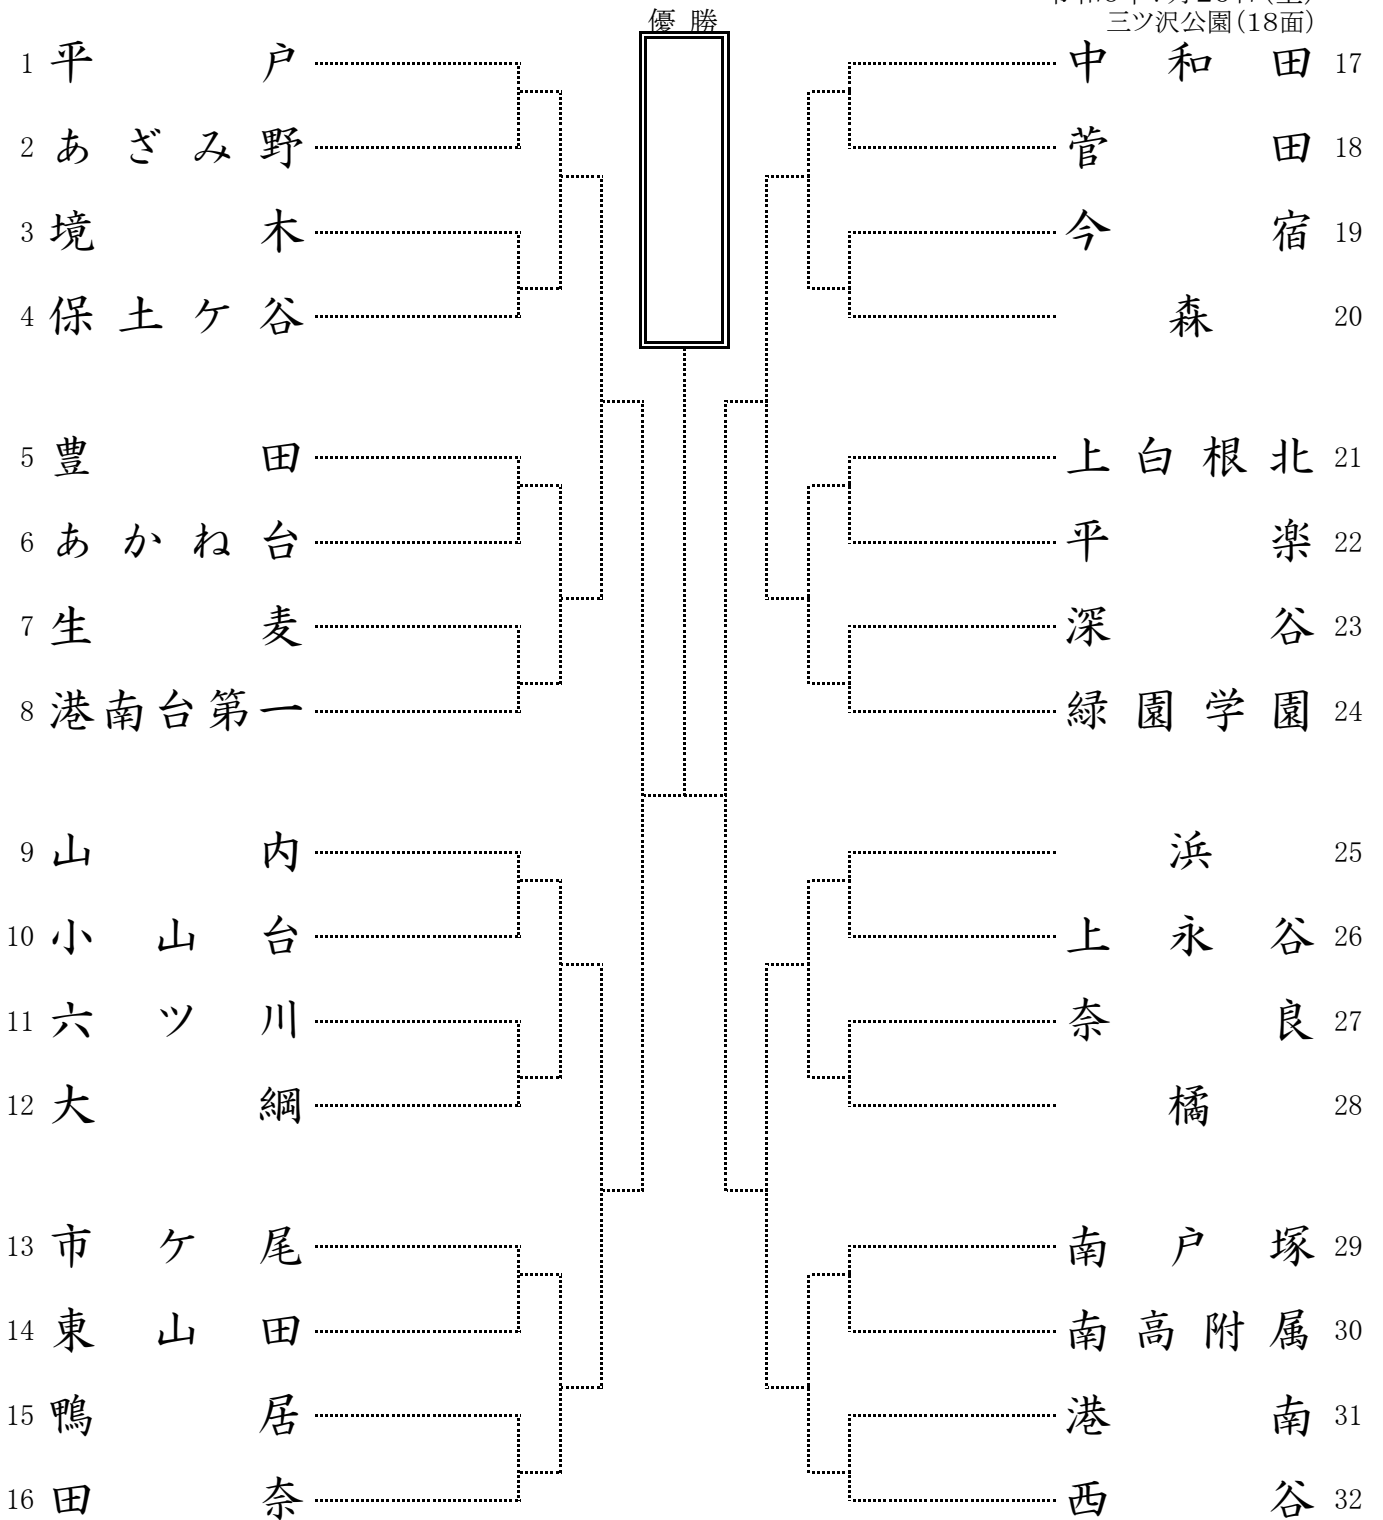 優勝
三ツ沢公園(18面)
1 平戸
2 あざみ野
3 境木
4 保土ケ谷
5 豊田
6 あかね台
7 生麦
8 港南台第一
9 山内
10 小山台
11 六ツ川
12 大綱
13 市ケ尾
14 東山田
15 鴨居
16 田奈
中和田 17
菅田 18
今宿 19
森 20
上白根北 21
平楽 22
深谷 23
緑園学園 24
浜 25
上永谷 26
奈良 27
橘 28
南戸塚 29
南高附属 30
港南 31
西谷 32